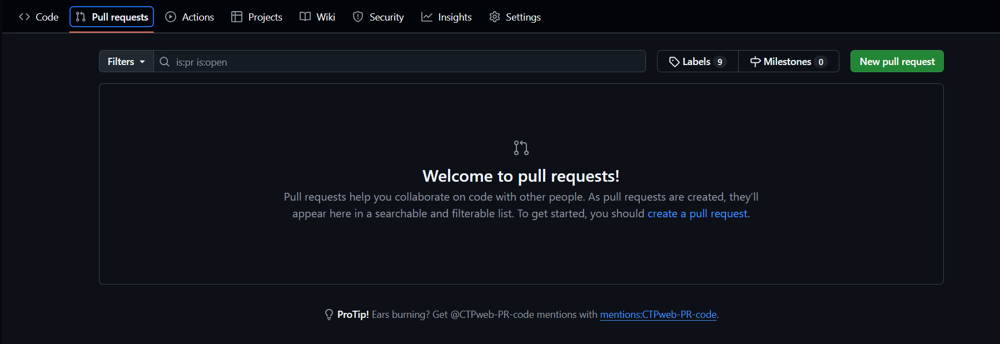 Code Pull requests Actions Projects Wiki Security Insights Settings
Filters is:pr is:open Labels 9 Milestones 0 New pull request
Welcome to pull requests!
Pull requests help you collaborate on code with other people. As pull requests are created, they’ll
appear here in a searchable and filterable list. To get started, you should create a pull request.
ProTip! Ears burning? Get @CTPweb-PR-code mentions with mentions:CTPweb-PR-code.